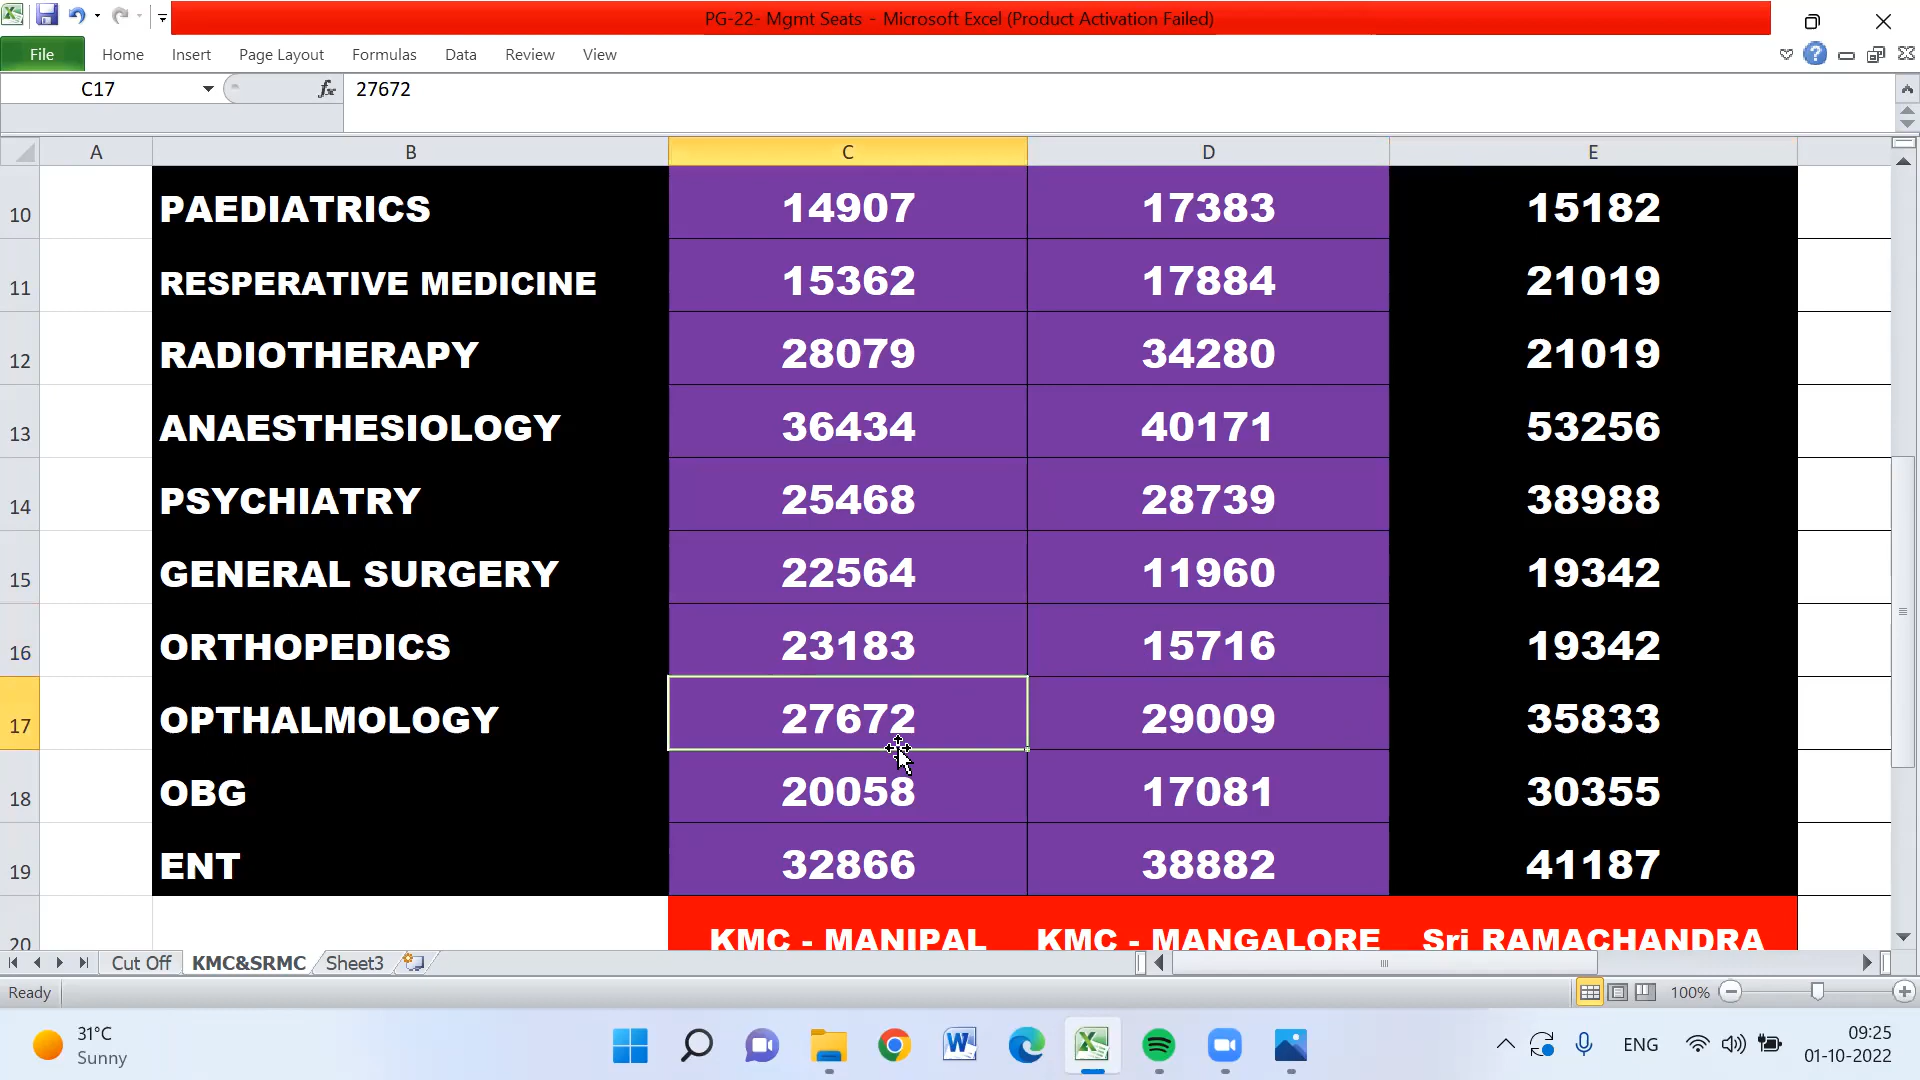 PG-22- Mgmt Seats - Microsoft Excel (Product Activation Failed)
File Home Insert Page Layout Formulas Data Review View
C17 fx 27672
A B C D E
10 PAEDIATRICS 14907 17383 15182
11 RESPERATIVE MEDICINE 15362 17884 21019
12 RADIOTHERAPY 28079 34280 21019
13 ANAESTHESIOLOGY 36434 40171 53256
14 PSYCHIATRY 25468 28739 38988
15 GENERAL SURGERY 22564 11960 19342
16 ORTHOPEDICS 23183 15716 19342
17 OPTHALMOLOGY 27672 29009 35833
18 OBG 20058 17081 30355
19 ENT 32866 38882 41187
20 KMC - MANIPAL KMC - MANGALORE Sri RAMACHANDRA
Cut Off KMC&SRMC Sheet3
Ready 100%
31°C
Sunny
ENG
09:25
01-10-2022